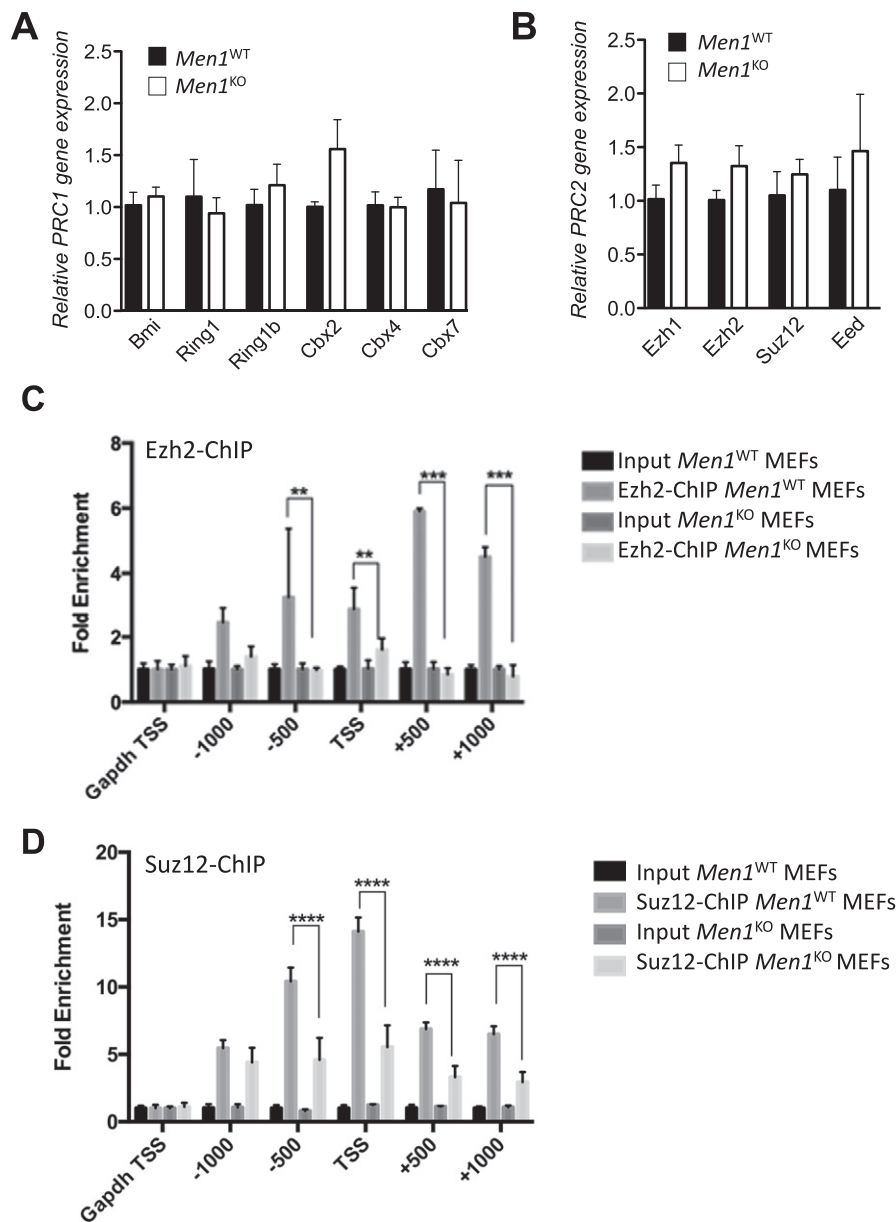 A
Relative PRC1 gene expression
2.5
2.0
1.5
1.0
0.5
0.0
Men1WT
Men1KO
Bmi
Ring1
Ring1b
Cbx2
Cbx4
Cbx7
B
Relative PRC2 gene expression
2.5
2.0
1.5
1.0
0.5
0.0
Men1WT
Men1KO
Ezh1
Ezh2
Suz12
Eed
C
Ezh2-ChIP
Fold Enrichment
8
6
4
2
0
**
**
***
***
Gapdh TSS
-1000
-500
TSS
+500
+1000
Input Men1WT MEFs
Ezh2-ChIP Men1WT MEFs
Input Men1KO MEFs
Ezh2-ChIP Men1KO MEFs
D
Suz12-ChIP
Fold Enrichment
20
15
10
5
0
****
****
****
****
Gapdh TSS
-1000
-500
TSS
+500
+1000
Input Men1WT MEFs
Suz12-ChIP Men1WT MEFs
Input Men1KO MEFs
Suz12-ChIP Men1KO MEFs